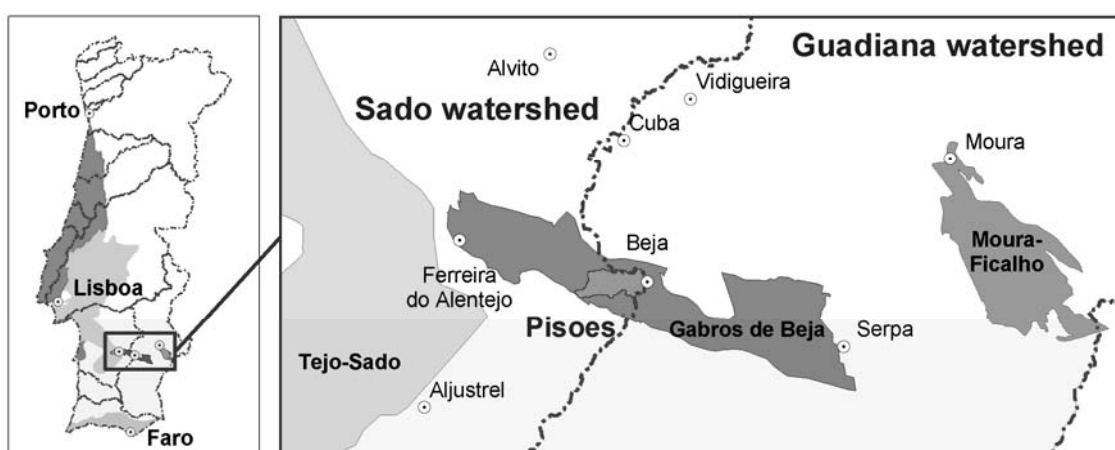 Porto
Lisboa
Faro
Guadiana watershed
Alvito
Vidigueira
Sado watershed
Cuba
Moura
Beja
Moura-
Ficalho
Ferreira
do Alentejo
Pisoes
Gabros de Beja
Serpa
Tejo-Sado
Aljustrel